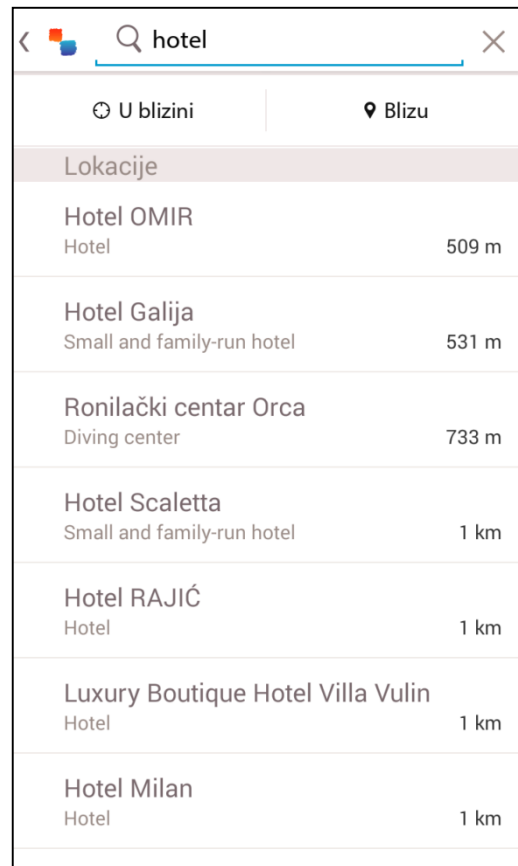 hotel
U blizini
Blizu
Lokacije
Hotel OMIR
Hotel
509 m
Hotel Galija
Small and family-run hotel
531 m
Ronilački centar Orca
Diving center
733 m
Hotel Scaletta
Small and family-run hotel
1 km
Hotel RAJIĆ
Hotel
1 km
Luxury Boutique Hotel Villa Vulin
Hotel
1 km
Hotel Milan
Hotel
1 km